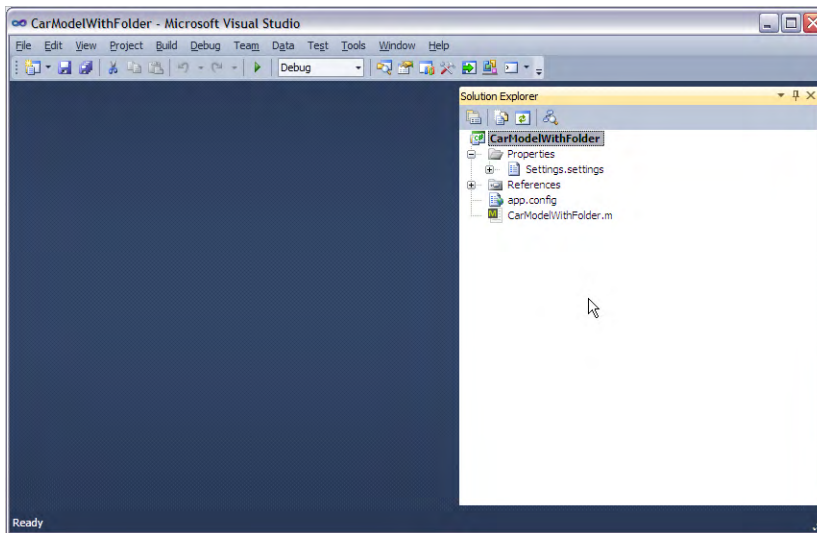 CarModelWithFolder - Microsoft Visual Studio
File Edit View Project Build Debug Team Data Test Tools Window Help
Debug
Solution Explorer
CarModelWithFolder
Properties
Settings.settings
References
app.config
CarModelWithFolder.m
Ready